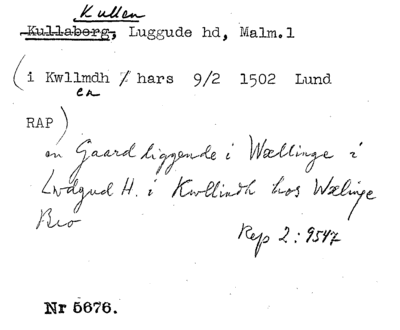 Kullen
Kullaberg, Luggude hd, Malm.l
(i Kwllmdh / hars 9/2 1502 Lund
en
RAP)
en Gaard liggende i Wællinge i
Lwdgud H. i Kwllindh hos Wælinge
Bro
Rep 2: 9547
Nr 5676.